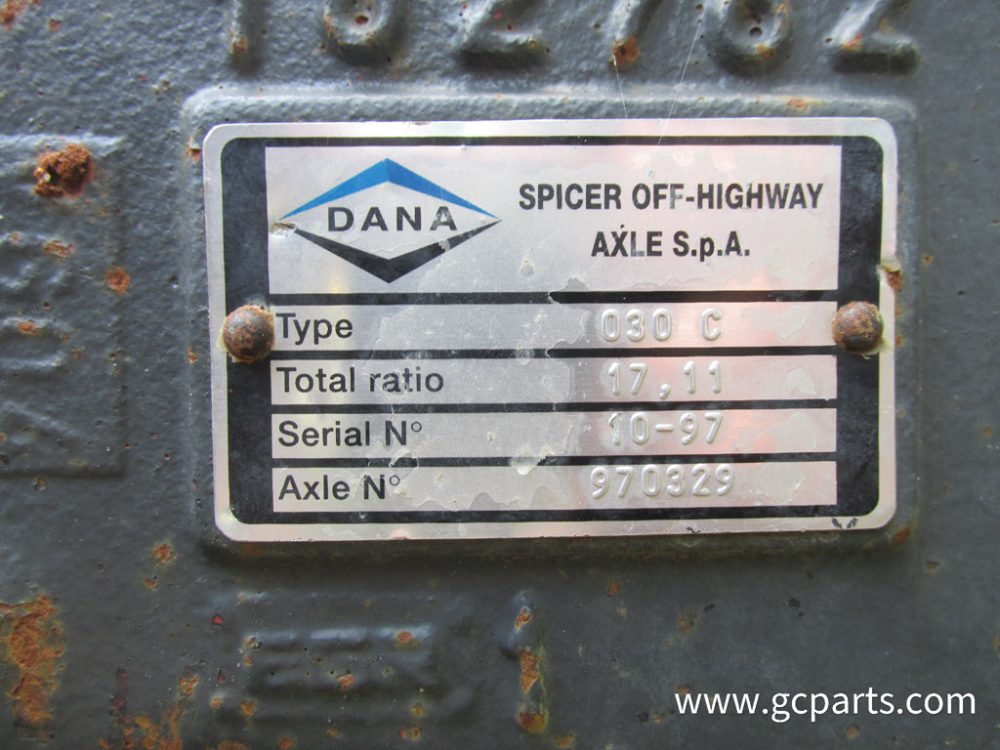 DANA
SPICER OFF-HIGHWAY
AXLE S.p.A.
Type 030 C
Total ratio 17,11
Serial N° 10-97
Axle N° 970329
www.gcparts.com